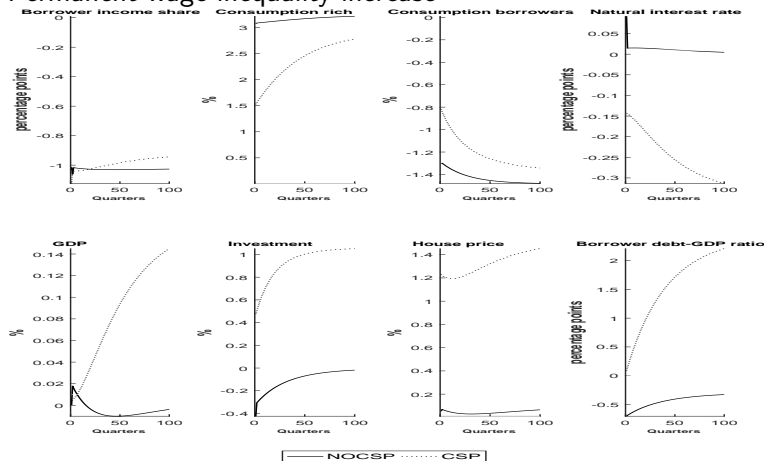 Permanent wage inequality increase
Borrower income share
percentage points
0
-0.2
-0.4
-0.6
-0.8
-1
0 50 100
Quarters
Consumption rich
%
3
2.5
2
1.5
1
0.5
0 50 100
Quarters
Consumption borrowers
%
0
-0.2
-0.4
-0.6
-0.8
-1
-1.2
-1.4
0 50 100
Quarters
Natural interest rate
percentage points
0.05
0
-0.05
-0.1
-0.15
-0.2
-0.25
-0.3
0 50 100
Quarters
GDP
%
0.14
0.12
0.1
0.08
0.06
0.04
0.02
0
0 50 100
Quarters
Investment
%
1
0.8
0.6
0.4
0.2
0
-0.2
-0.4
0 50 100
Quarters
House price
%
1.4
1.2
1
0.8
0.6
0.4
0.2
0 50 100
Quarters
Borrower debt-GDP ratio
percentage points
2
1.5
1
0.5
0
-0.5
0 50 100
Quarters
NOCSP CSP